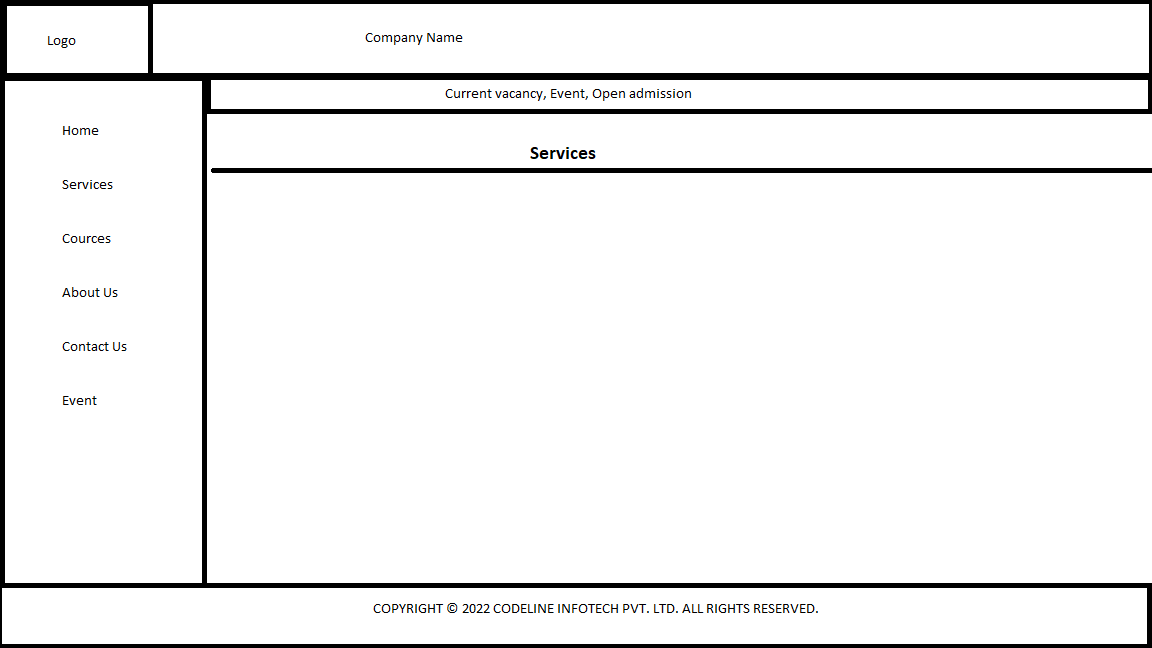 Logo
Company Name
Current vacancy, Event, Open admission
Home
Services
Services
Cources
About Us
Contact Us
Event
COPYRIGHT © 2022 CODELINE INFOTECH PVT. LTD. ALL RIGHTS RESERVED.